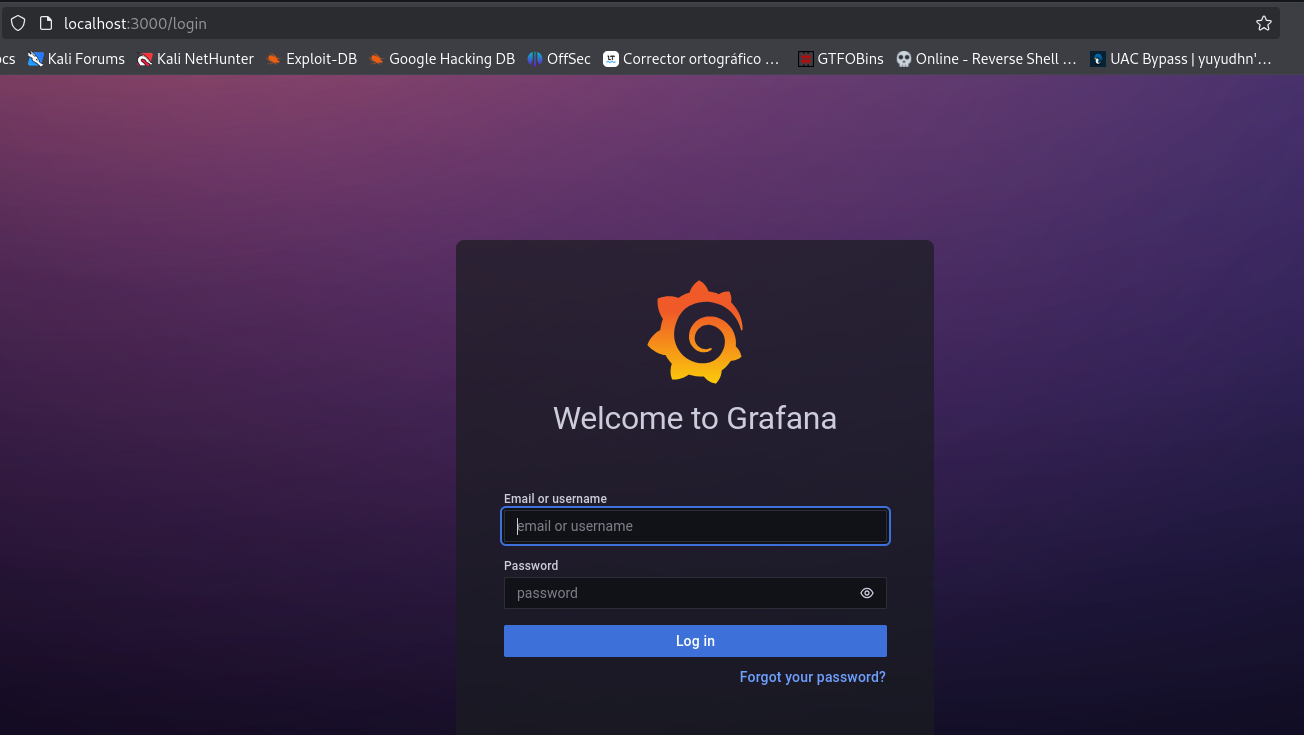 localhost:3000/login
ocs Kali Forums Kali NetHunter Exploit-DB Google Hacking DB OffSec Corrector ortográfico ... GTFOBins Online - Reverse Shell ... UAC Bypass | yuyudhn'...
Welcome to Grafana
Email or username
email or username
Password
password
Log in
Forgot your password?